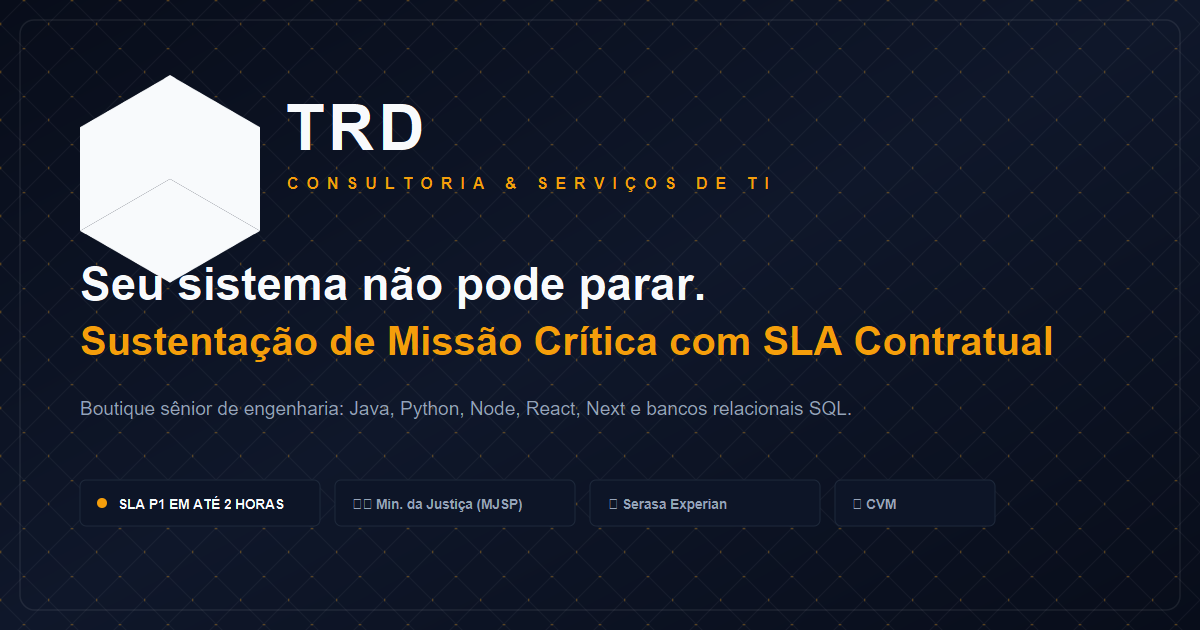 TRD
CONSULTORIA & SERVIÇOS DE TI
Seu sistema não pode parar.
Sustentação de Missão Crítica com SLA Contratual
Boutique sênior de engenharia: Java, Python, Node, React, Next e bancos relacionais SQL.
SLA P1 EM ATÉ 2 HORAS
Min. da Justiça (MJSP)
Serasa Experian
CVM